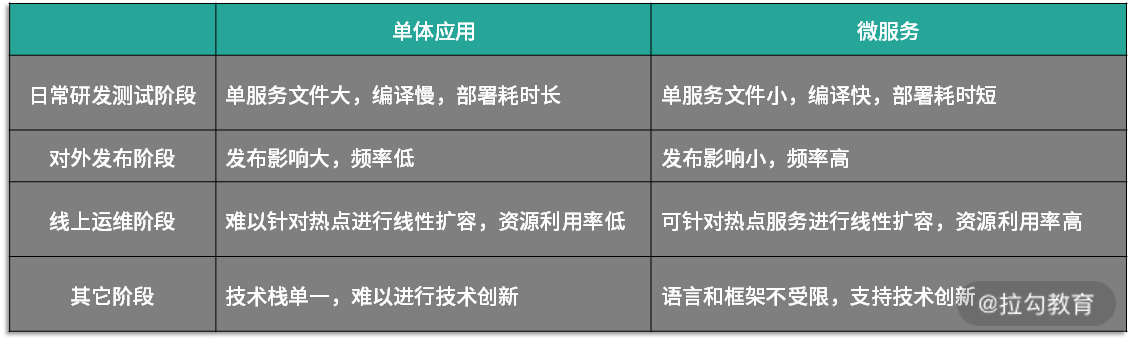 单体应用 微服务
日常研发测试阶段 单服务文件大，编译慢，部署耗时长 单服务文件小，编译快，部署耗时短
对外发布阶段 发布影响大，频率低 发布影响小，频率高
线上运维阶段 难以针对热点进行线性扩容，资源利用率低 可针对热点服务进行线性扩容，资源利用率高
其它阶段 技术栈单一，难以进行技术创新 语言和框架不受限，支持技术创新
@拉勾教育